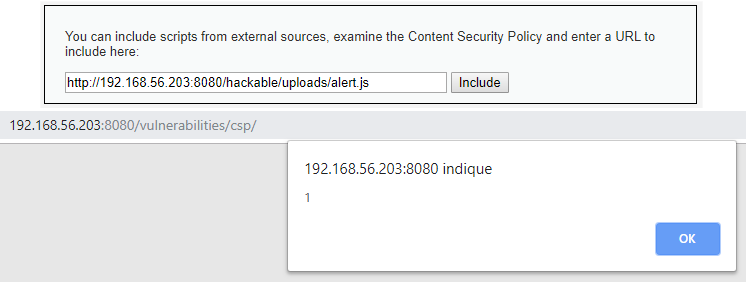 You can include scripts from external sources, examine the Content Security Policy and enter a URL to
include here:
http://192.168.56.203:8080/hackable/uploads/alert.js Include
192.168.56.203:8080/vulnerabilities/csp/
192.168.56.203:8080 indique
1
OK